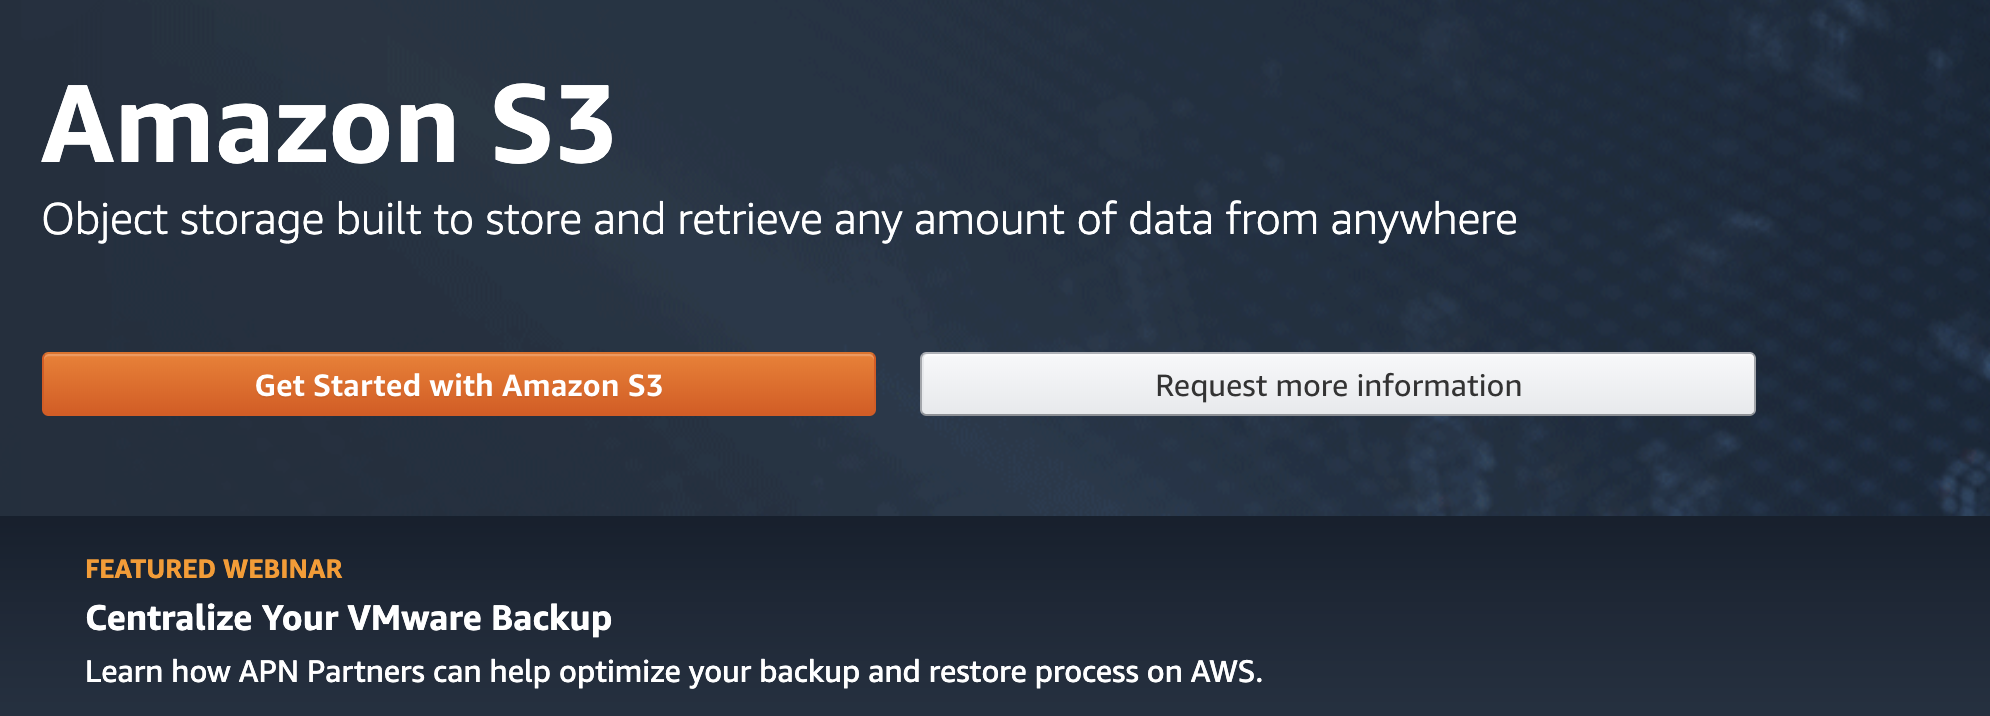 Amazon S3
Object storage built to store and retrieve any amount of data from anywhere
Get Started with Amazon S3
Request more information
FEATURED WEBINAR
Centralize Your VMware Backup
Learn how APN Partners can help optimize your backup and restore process on AWS.